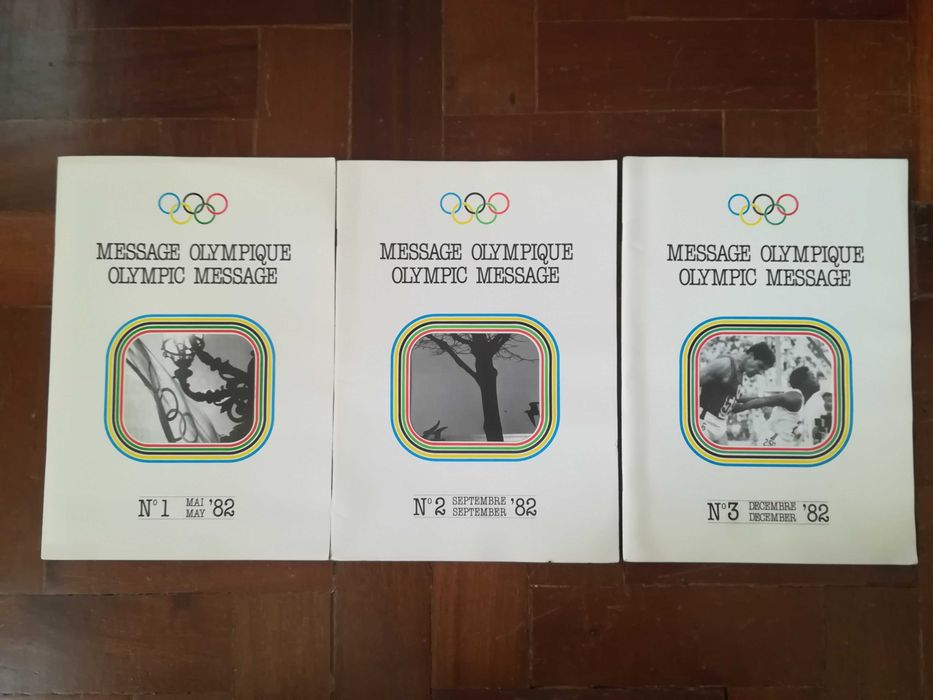 MESSAGE OLYMPIQUE
OLYMPIC MESSAGE
N° 1 MAI MAY '82
MESSAGE OLYMPIQUE
OLYMPIC MESSAGE
N° 2 SEPTEMBRE SEPTEMBER '82
MESSAGE OLYMPIQUE
OLYMPIC MESSAGE
N° 3 DECEMBRE DECEMBER '82